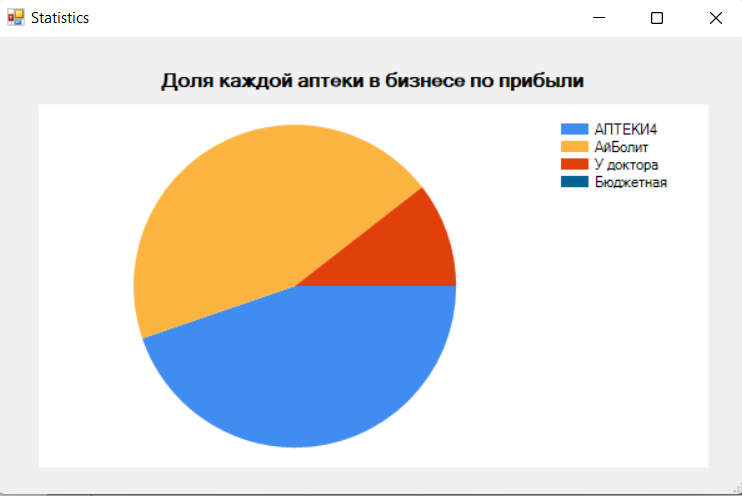 Statistics
Доля каждой аптеки в бизнесе по прибыли
АПТЕКИ4
АйБолит
У доктора
Бюджетная